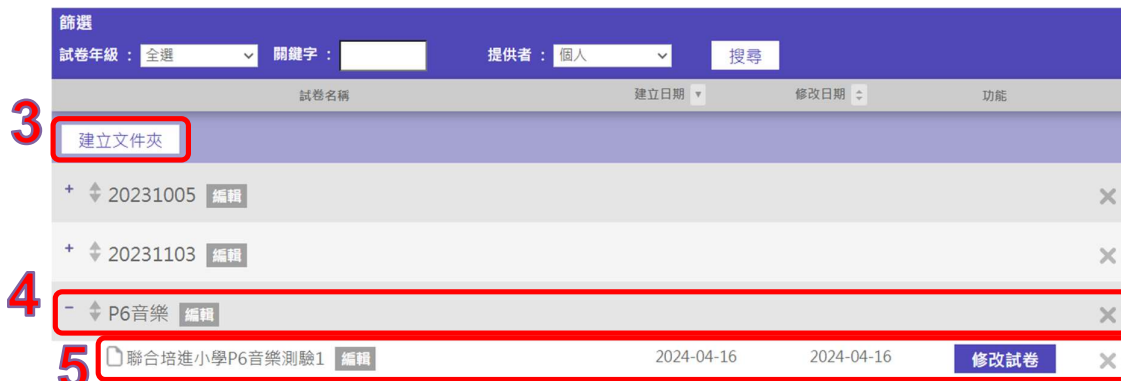 篩選
試卷年級 : 全選 關鍵字 : 提供者 : 個人 搜尋
試卷名稱 建立日期 修改日期 功能
3 建立文件夾
+ 20231005 編輯
+ 20231103 編輯
4 - P6音樂 編輯
5 聯合培進小學P6音樂測驗1 編輯 2024-04-16 2024-04-16 修改試卷